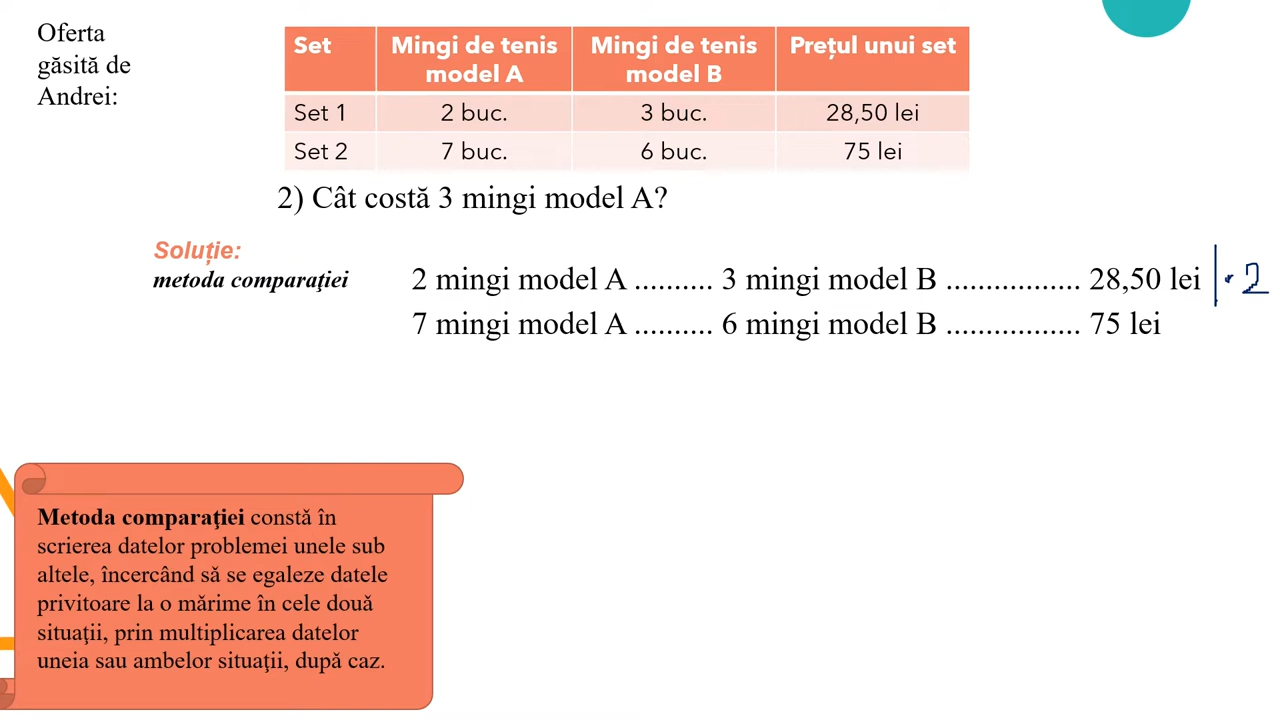 Oferta
găsită de
Andrei:
Set Mingi de tenis model A Mingi de tenis model B Prețul unui set
Set 1 2 buc. 3 buc. 28,50 lei
Set 2 7 buc. 6 buc. 75 lei
2) Cât costă 3 mingi model A?
Soluție:
metoda comparaţiei
2 mingi model A .......... 3 mingi model B ................. 28,50 lei | · 2
7 mingi model A .......... 6 mingi model B ................. 75 lei
Metoda comparaţiei constă în
scrierea datelor problemei unele sub
altele, încercând să se egaleze datele
privitoare la o mărime în cele două
situaţii, prin multiplicarea datelor
uneia sau ambelor situaţii, după caz.